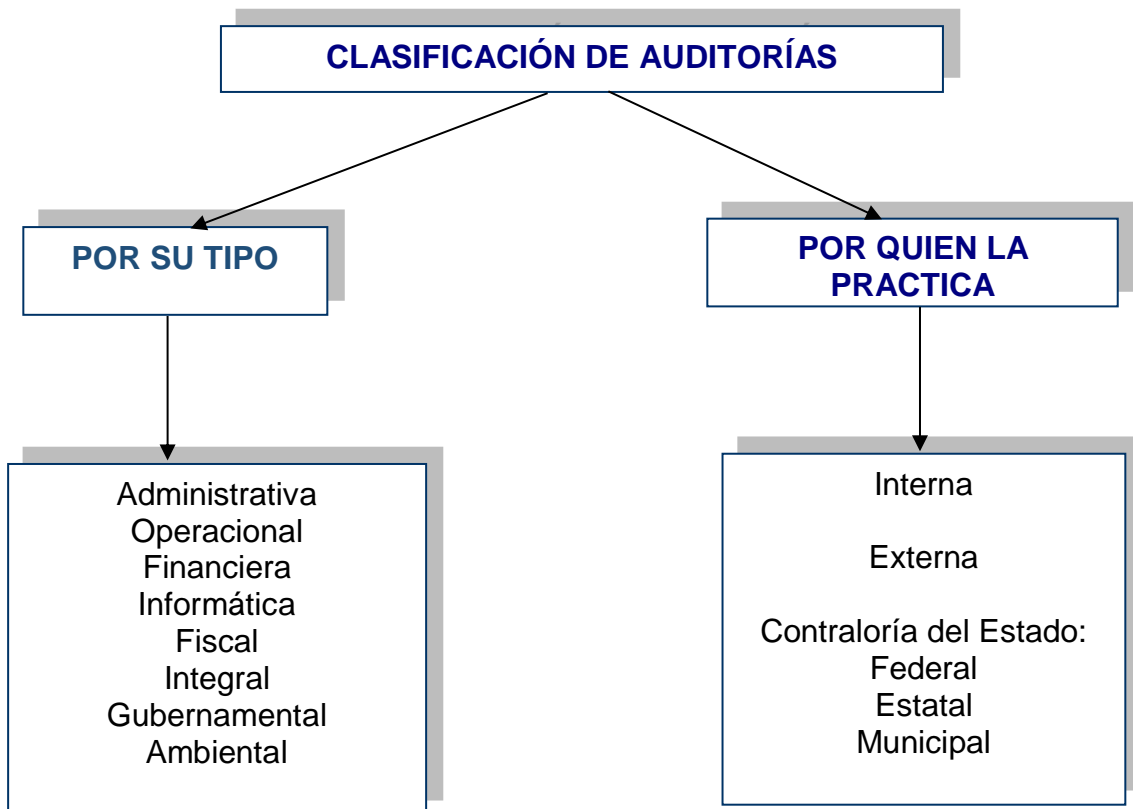 CLASIFICACIÓN DE AUDITORÍAS
POR SU TIPO
POR QUIEN LA
PRACTICA
Administrativa
Operacional
Financiera
Informática
Fiscal
Integral
Gubernamental
Ambiental
Interna
Externa
Contraloría del Estado:
Federal
Estatal
Municipal